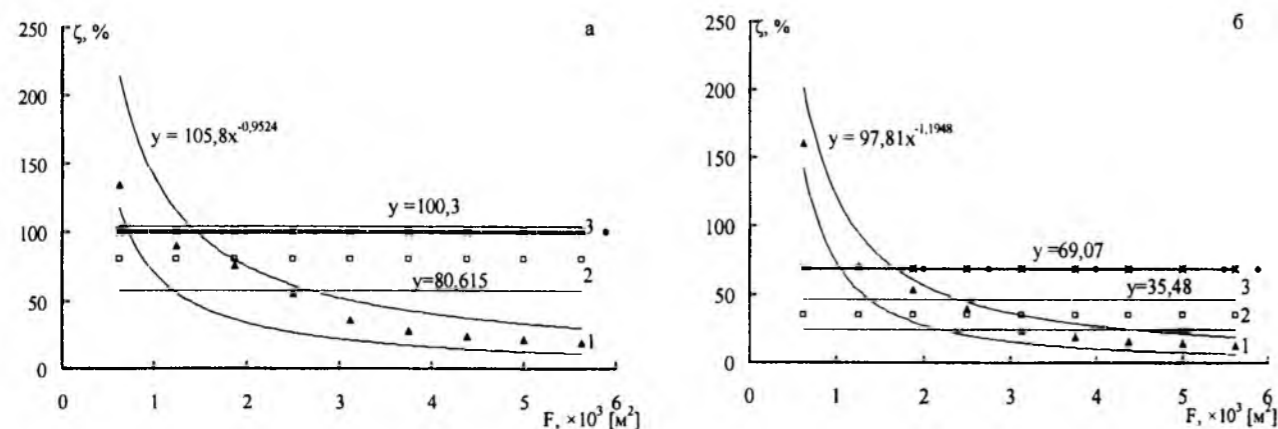 ζ, %
а
250
200
150
100
50
0
y = 105,8x^-0,9524
y =100,3
3
2
y=80,615
1
0 1 2 3 4 5 6
F, ×10³ [м²]
ζ, %
б
250
200
150
100
50
0
y = 97,81x^-1,1948
y =69,07
3
y=35,48
2
1
0 1 2 3 4 5 6
F, ×10³ [м²]